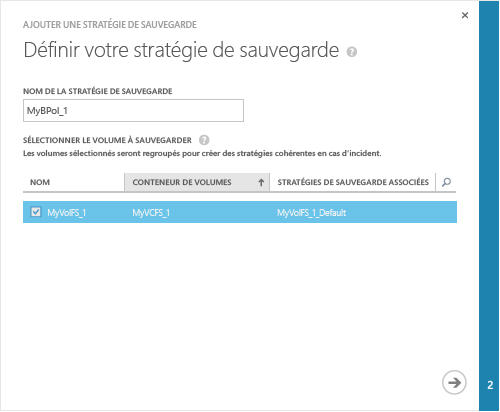 AJOUTER UNE STRATÉGIE DE SAUVEGARDE
Définir votre stratégie de sauvegarde ?
NOM DE LA STRATÉGIE DE SAUVEGARDE
MyBPol_1
SÉLECTIONNER LE VOLUME À SAUVEGARDER ?
Les volumes sélectionnés seront regroupés pour créer des stratégies cohérentes en cas d'incident.
NOM CONTENEUR DE VOLUMES STRATÉGIES DE SAUVEGARDE ASSOCIÉES
MyVolFS_1 MyVCFS_1 MyVolFS_1_Default
2